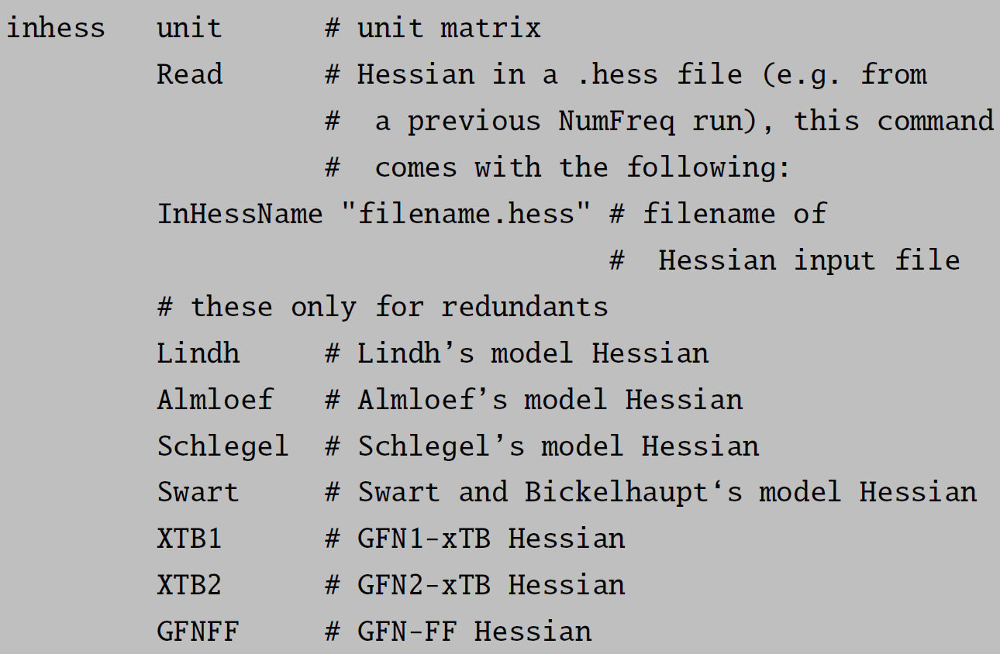 inhess   unit      # unit matrix
         Read      # Hessian in a .hess file (e.g. from
                   #  a previous NumFreq run), this command
                   #  comes with the following:
         InHessName "filename.hess" # filename of
                                    #  Hessian input file
         # these only for redundants
         Lindh     # Lindh’s model Hessian
         Almloef   # Almloef’s model Hessian
         Schlegel  # Schlegel’s model Hessian
         Swart     # Swart and Bickelhaupt‘s model Hessian
         XTB1      # GFN1-xTB Hessian
         XTB2      # GFN2-xTB Hessian
         GFNFF     # GFN-FF Hessian